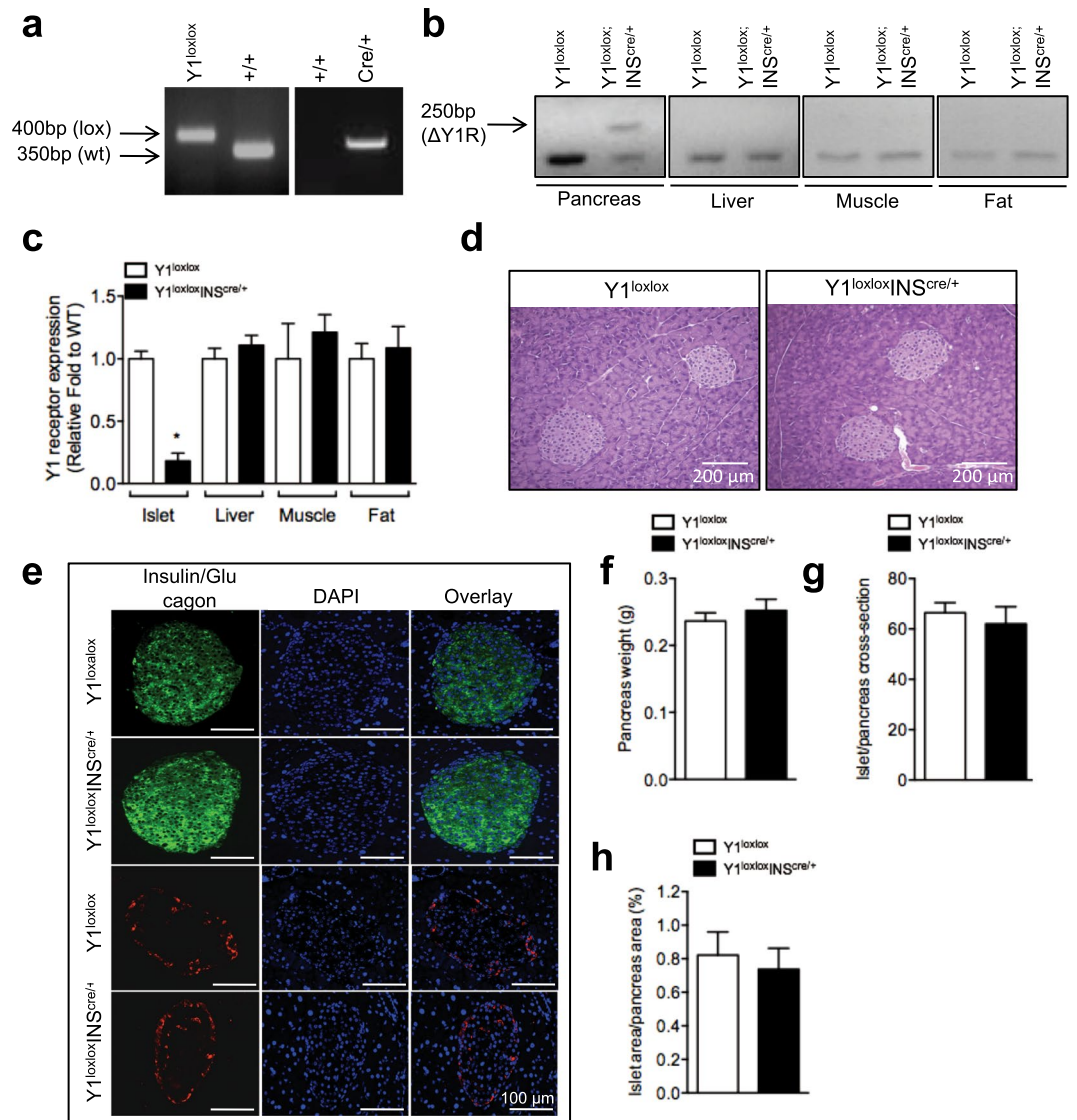 a
Y1loxlox
+/+
+/+
Cre/+
400bp (lox)
350bp (wt)
b
Y1loxlox
Y1loxlox;
INScre/+
Y1loxlox
Y1loxlox;
INScre/+
Y1loxlox
Y1loxlox;
INScre/+
Y1loxlox
Y1loxlox;
INScre/+
250bp
(ΔY1R)
Pancreas
Liver
Muscle
Fat
c
Y1loxlox
Y1loxloxINScre/+
Y1 receptor expression
(Relative Fold to WT)
1.5
1.0
0.5
0.0
*
Islet
Liver
Muscle
Fat
d
Y1loxlox
Y1loxloxINScre/+
200 µm
200 µm
e
Insulin/Glu
cagon
DAPI
Overlay
Y1loxalox
Y1loxloxINScre/+
Y1loxlox
Y1loxloxINScre/+
100 µm
f
Y1loxlox
Y1loxloxINScre/+
Pancreas weight (g)
0.3
0.2
0.1
0.0
g
Y1loxlox
Y1loxloxINScre/+
Islet/pancreas cross-section
80
60
40
20
0
h
Y1loxlox
Y1loxloxINScre/+
Islet area/pancreas area (%)
1.2
1.0
0.8
0.6
0.4
0.2
0.0